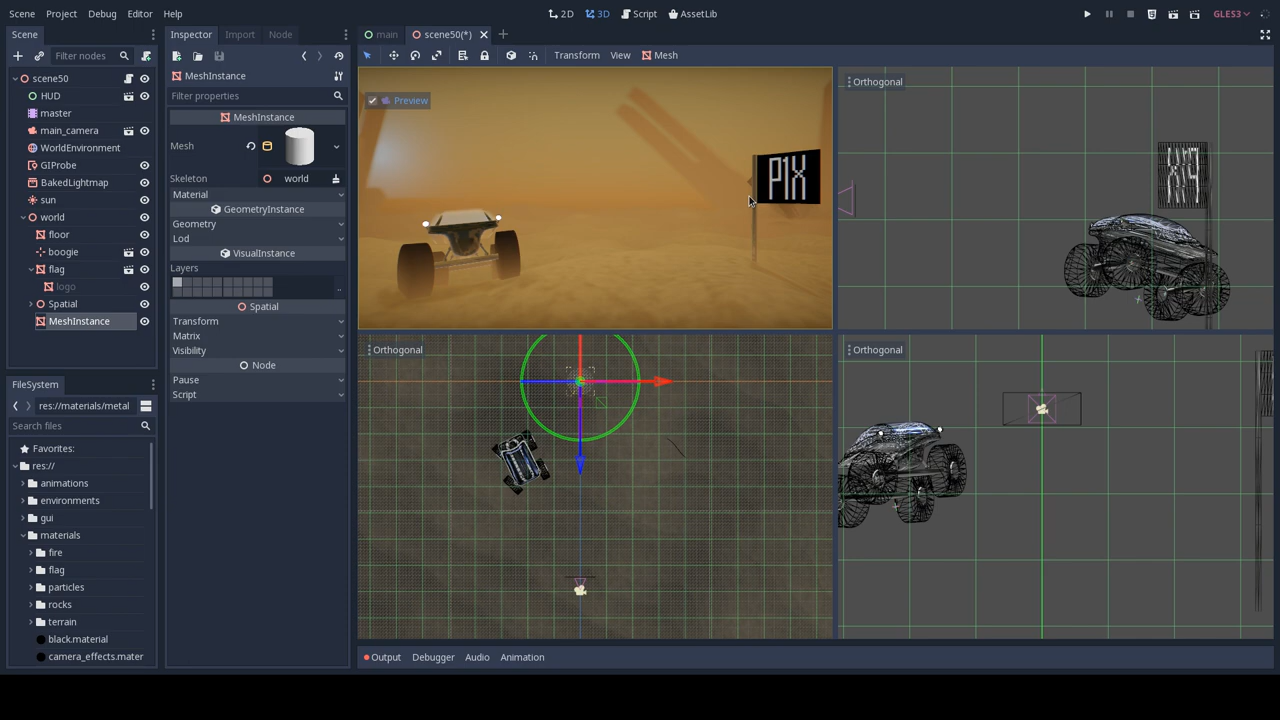 Scene Project Debug Editor Help
2D 3D Script AssetLib
GLES3
Scene
Filter nodes
scene50
HUD
master
main_camera
WorldEnvironment
GIProbe
BakedLightmap
sun
world
floor
boogie
flag
logo
Spatial
MeshInstance
FileSystem
res://materials/metal
Search files
Favorites:
res://
animations
environments
gui
materials
fire
flag
particles
rocks
terrain
black.material
camera_effects.mater
Inspector Import Node
MeshInstance
Filter properties
MeshInstance
Mesh
Skeleton world
Material
GeometryInstance
Geometry
Lod
VisualInstance
Layers
..
Spatial
Transform
Matrix
Visibility
Node
Pause
Script
main scene50(*)
Transform View Mesh
Preview
P1X
Orthogonal
Orthogonal
Orthogonal
Output Debugger Audio Animation